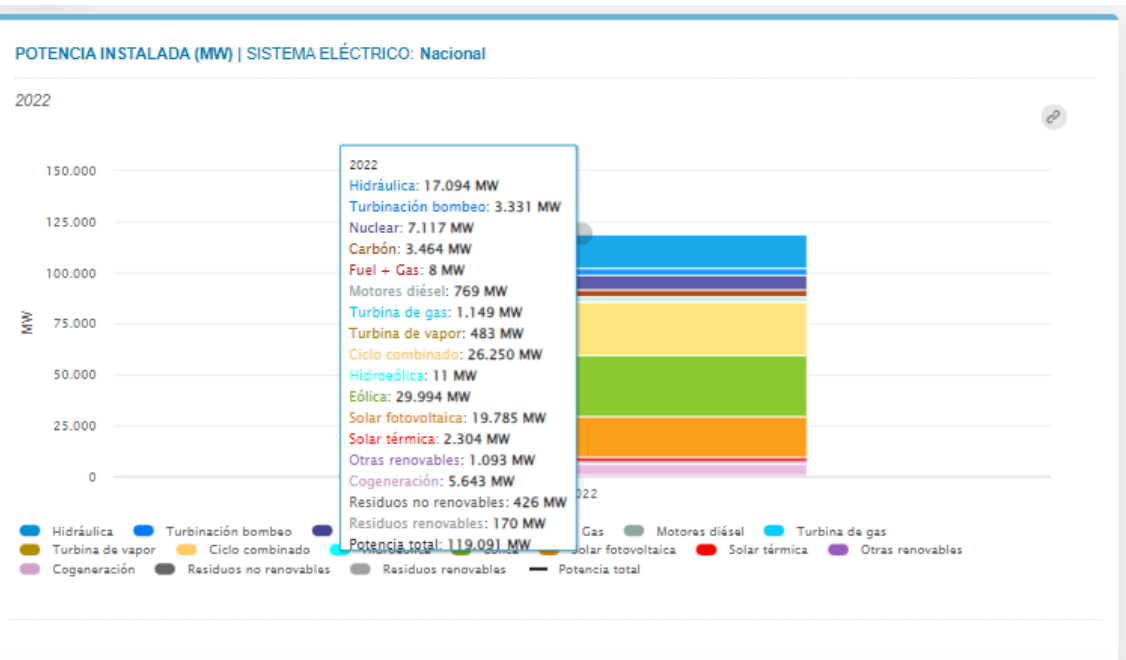 POTENCIA INSTALADA (MW) | SISTEMA ELÉCTRICO: Nacional
2022
150.000
125.000
100.000
75.000
50.000
25.000
0
MW
2022
Hidráulica: 17.094 MW
Turbinación bombeo: 3.331 MW
Nuclear: 7.117 MW
Carbón: 3.464 MW
Fuel + Gas: 8 MW
Motores diésel: 769 MW
Turbina de gas: 1.149 MW
Turbina de vapor: 483 MW
Ciclo combinado: 26.250 MW
Hidroeólica: 11 MW
Eólica: 29.994 MW
Solar fotovoltaica: 19.785 MW
Solar térmica: 2.304 MW
Otras renovables: 1.093 MW
Cogeneración: 5.643 MW
Residuos no renovables: 426 MW
Residuos renovables: 170 MW
Potencia total: 119.091 MW
022
Hidráulica Turbinación bombeo Gas Motores diésel Turbina de gas
Turbina de vapor Ciclo combinado Solar fotovoltaica Solar térmica Otras renovables
Cogeneración Residuos no renovables Residuos renovables Potencia total